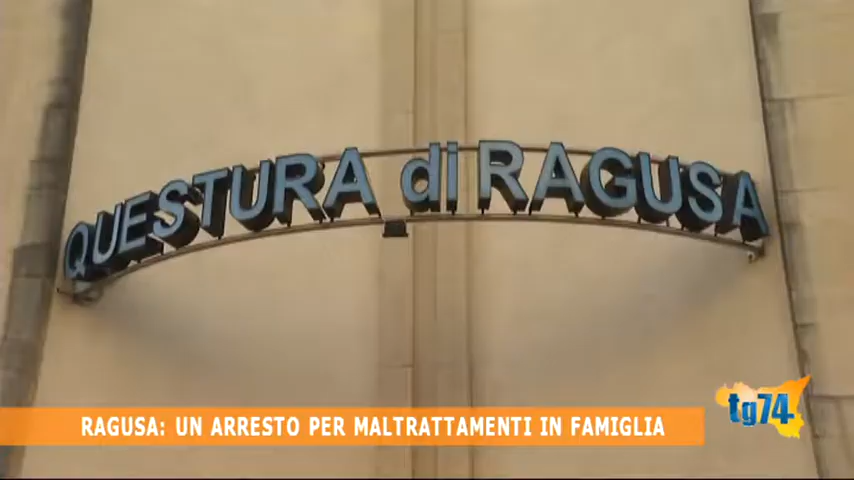 QUESTURA di RAGUSA
RAGUSA: UN ARRESTO PER MALTRATTAMENTI IN FAMIGLIA
tg74